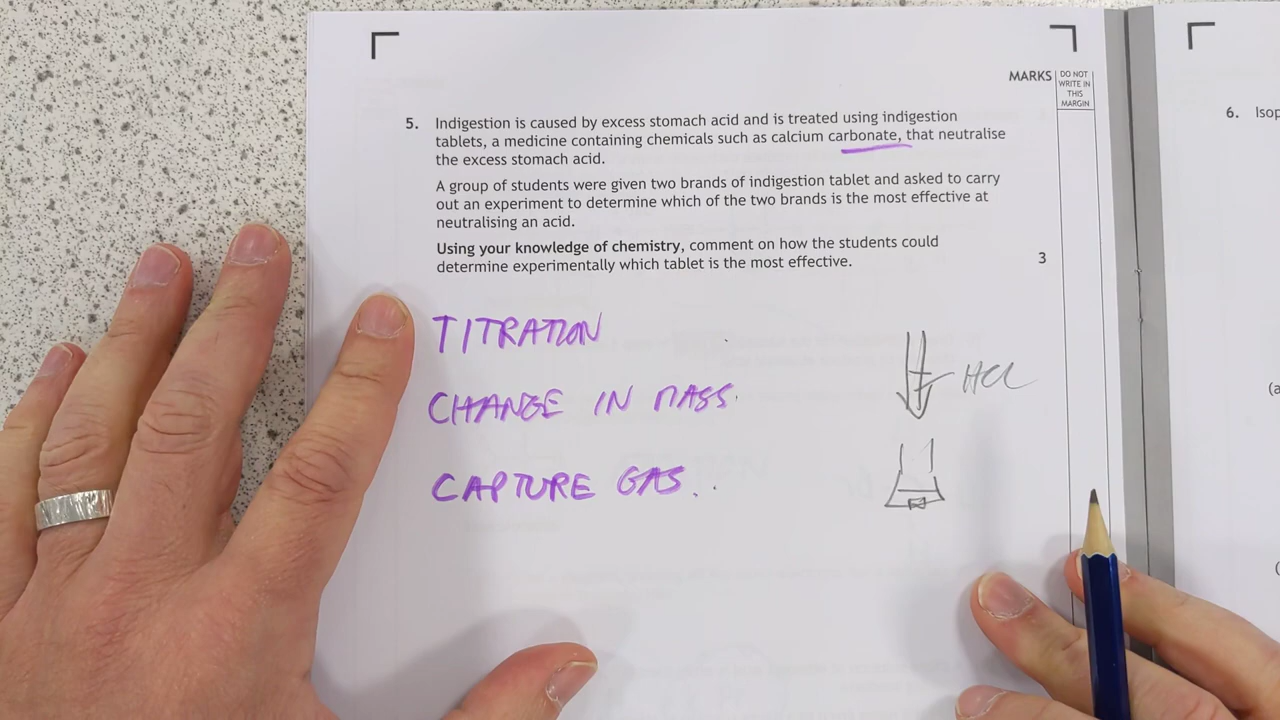 MARKS
DO NOT
WRITE IN
THIS
MARGIN
5. Indigestion is caused by excess stomach acid and is treated using indigestion
tablets, a medicine containing chemicals such as calcium carbonate, that neutralise
the excess stomach acid.
A group of students were given two brands of indigestion tablet and asked to carry
out an experiment to determine which of the two brands is the most effective at
neutralising an acid.
Using your knowledge of chemistry, comment on how the students could
determine experimentally which tablet is the most effective.
3
TITRATION
CHANGE IN MASS.
CAPTURE GAS..
HCl
6. Isop
(a
(